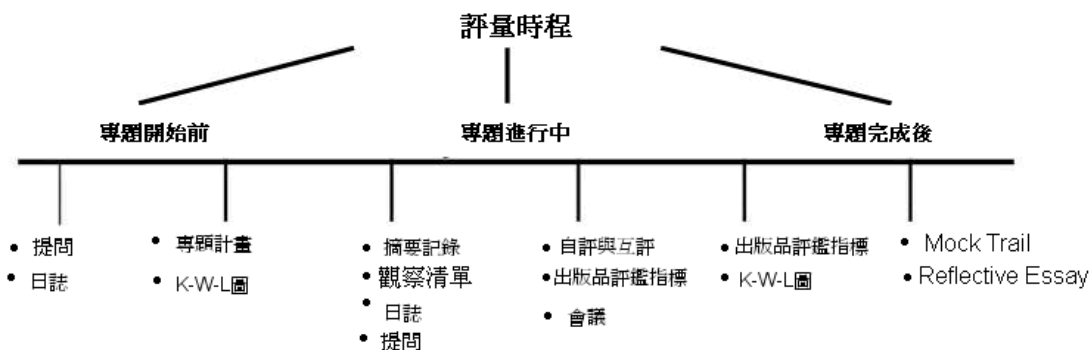 評量時程
專題開始前
專題進行中
專題完成後
• 提問
• 日誌
• 專題計畫
• K-W-L圖
• 摘要記錄
• 觀察清單
• 日誌
• 提問
• 自評與互評
• 出版品評鑑指標
• 會議
• 出版品評鑑指標
• K-W-L圖
• Mock Trail
• Reflective Essay